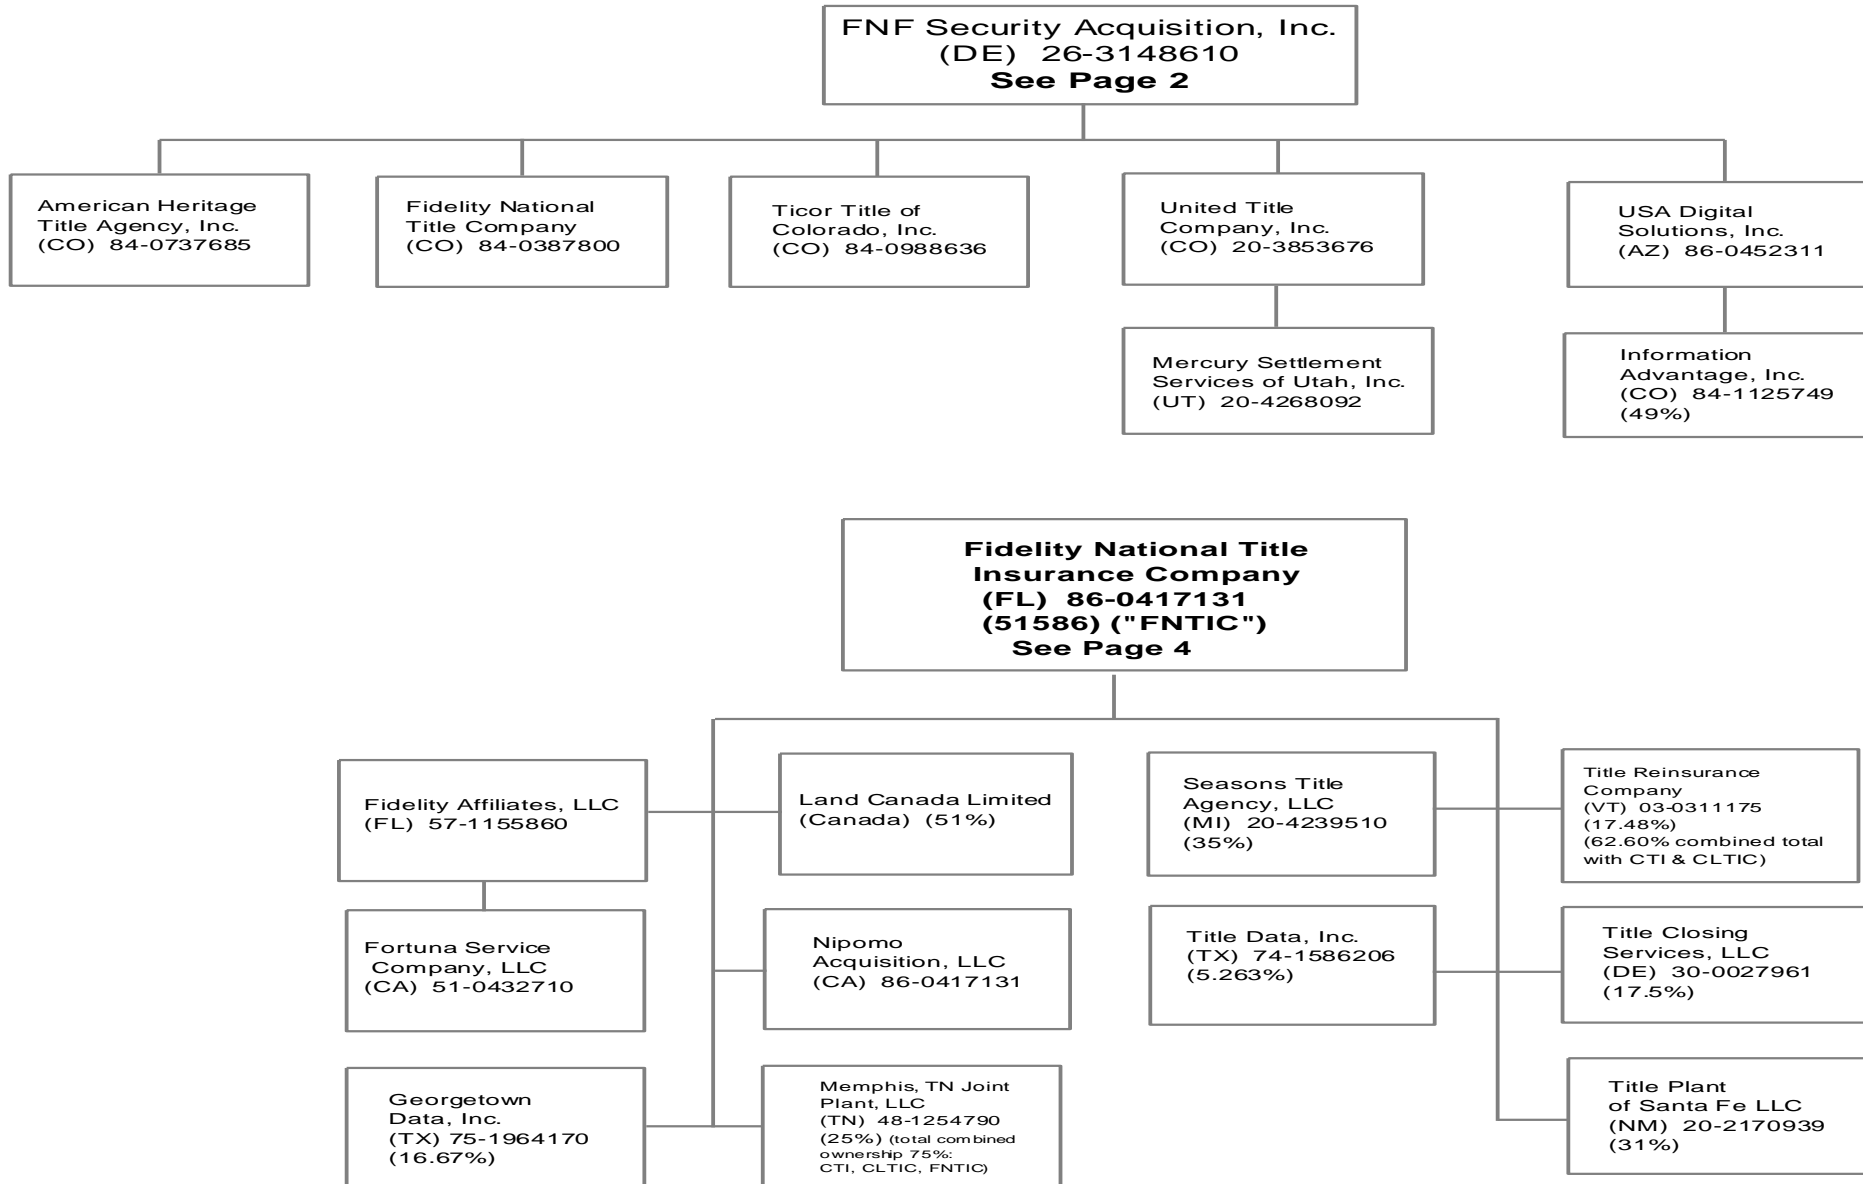 FNF Security Acquisition, Inc.
(DE) 26-3148610
See Page 2
American Heritage
Title Agency, Inc.
(CO) 84-0737685
Fidelity National
Title Company
(CO) 84-0387800
Ticor Title of
Colorado, Inc.
(CO) 84-0988636
United Title
Company, Inc.
(CO) 20-3853676
USA Digital
Solutions, Inc.
(AZ) 86-0452311
Mercury Settlement
Services of Utah, Inc.
(UT) 20-4268092
Information
Advantage, Inc.
(CO) 84-1125749
(49%)
Fidelity National Title
Insurance Company
(FL) 86-0417131
(51586) ("FNTIC")
See Page 4
Fidelity Affiliates, LLC
(FL) 57-1155860
Land Canada Limited
(Canada) (51%)
Seasons Title
Agency, LLC
(MI) 20-4239510
(35%)
Title Reinsurance
Company
(VT) 03-0311175
(17.48%)
(62.60% combined total
with CTI & CLTIC)
Fortuna Service
Company, LLC
(CA) 51-0432710
Nipomo
Acquisition, LLC
(CA) 86-0417131
Title Data, Inc.
(TX) 74-1586206
(5.263%)
Title Closing
Services, LLC
(DE) 30-0027961
(17.5%)
Georgetown
Data, Inc.
(TX) 75-1964170
(16.67%)
Memphis, TN Joint
Plant, LLC
(TN) 48-1254790
(25%) (total combined
ownership 75%:
CTI, CLTIC, FNTIC)
Title Plant
of Santa Fe LLC
(NM) 20-2170939
(31%)